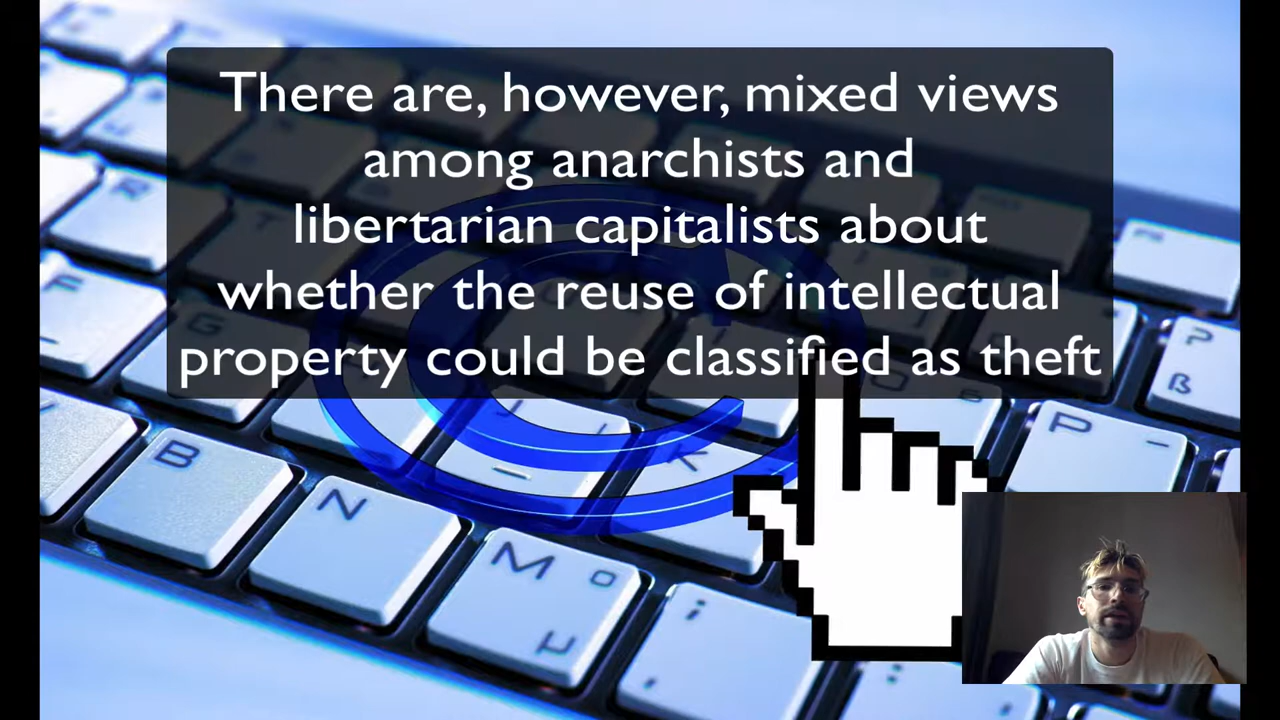 There are, however, mixed views
among anarchists and
libertarian capitalists about
whether the reuse of intellectual
property could be classified as theft
F
R
T
G
B
N
J
K
M
O
µ
P
-
?
ß